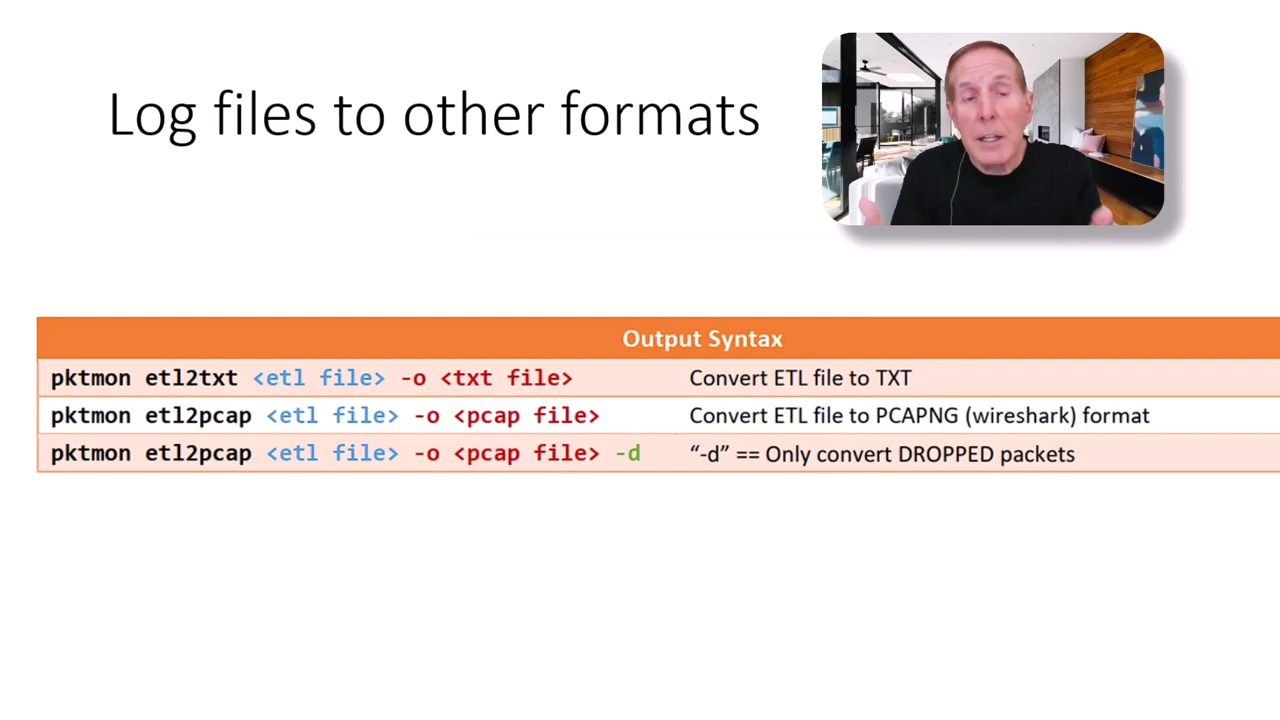 Log files to other formats
Output Syntax
pktmon etl2txt <etl file> -o <txt file> Convert ETL file to TXT
pktmon etl2pcap <etl file> -o <pcap file> Convert ETL file to PCAPNG (wireshark) format
pktmon etl2pcap <etl file> -o <pcap file> -d “-d” == Only convert DROPPED packets